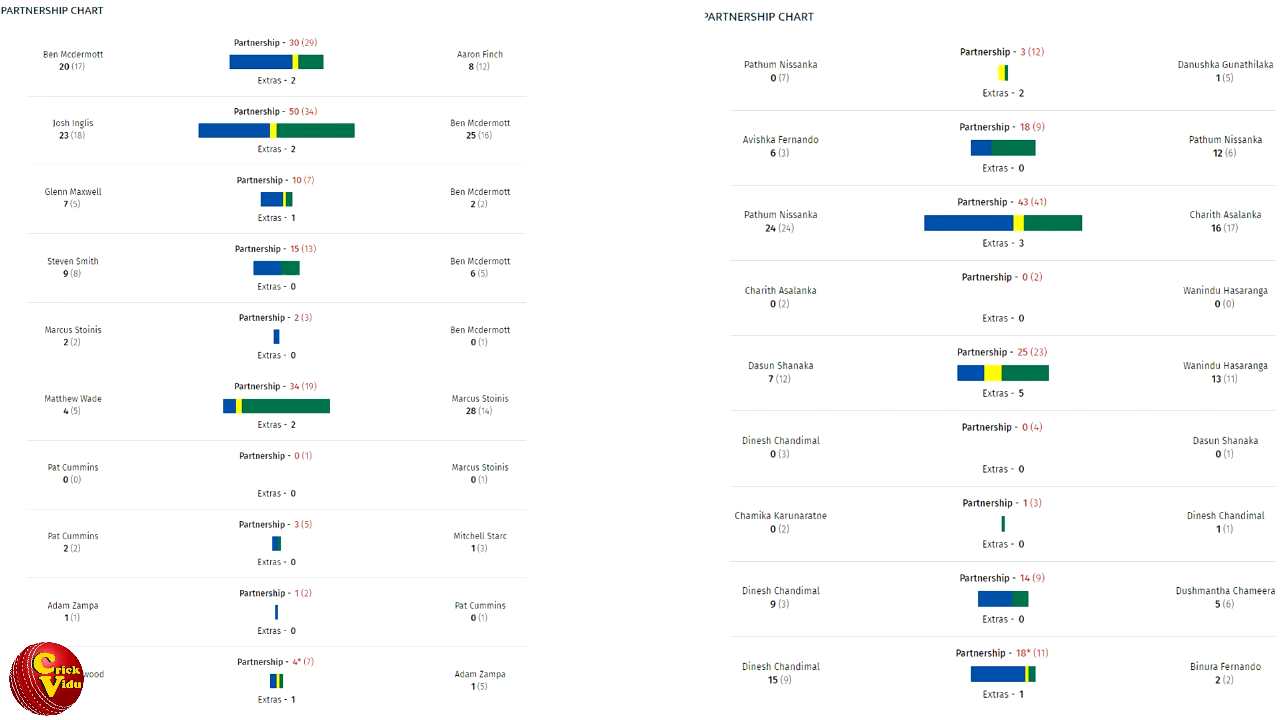 PARTNERSHIP CHART
Ben Mcdermott
20 (17)
Partnership - 30 (29)
Extras - 2
Aaron Finch
8 (12)
Josh Inglis
23 (18)
Partnership - 50 (34)
Extras - 2
Ben Mcdermott
25 (16)
Glenn Maxwell
7 (5)
Partnership - 10 (7)
Extras - 1
Ben Mcdermott
2 (2)
Steven Smith
9 (8)
Partnership - 15 (13)
Extras - 0
Ben Mcdermott
6 (5)
Marcus Stoinis
2 (2)
Partnership - 2 (3)
Extras - 0
Ben Mcdermott
0 (1)
Matthew Wade
4 (5)
Partnership - 34 (19)
Extras - 2
Marcus Stoinis
28 (14)
Pat Cummins
0 (0)
Partnership - 0 (1)
Extras - 0
Marcus Stoinis
0 (1)
Pat Cummins
2 (2)
Partnership - 3 (5)
Extras - 0
Mitchell Starc
1 (3)
Adam Zampa
1 (1)
Partnership - 1 (2)
Extras - 0
Pat Cummins
0 (1)
wood
Partnership - 4* (7)
Extras - 1
Adam Zampa
1 (5)
Crick
Vidu
PARTNERSHIP CHART
Pathum Nissanka
0 (7)
Partnership - 3 (12)
Extras - 2
Danushka Gunathilaka
1 (5)
Avishka Fernando
6 (3)
Partnership - 18 (9)
Extras - 0
Pathum Nissanka
12 (6)
Pathum Nissanka
24 (24)
Partnership - 43 (41)
Extras - 3
Charith Asalanka
16 (17)
Charith Asalanka
0 (2)
Partnership - 0 (2)
Extras - 0
Wanindu Hasaranga
0 (0)
Dasun Shanaka
7 (12)
Partnership - 25 (23)
Extras - 5
Wanindu Hasaranga
13 (11)
Dinesh Chandimal
0 (3)
Partnership - 0 (4)
Extras - 0
Dasun Shanaka
0 (1)
Chamika Karunaratne
0 (2)
Partnership - 1 (3)
Extras - 0
Dinesh Chandimal
1 (1)
Dinesh Chandimal
9 (3)
Partnership - 14 (9)
Extras - 0
Dushmantha Chameera
5 (6)
Dinesh Chandimal
15 (9)
Partnership - 18* (11)
Extras - 1
Binura Fernando
2 (2)